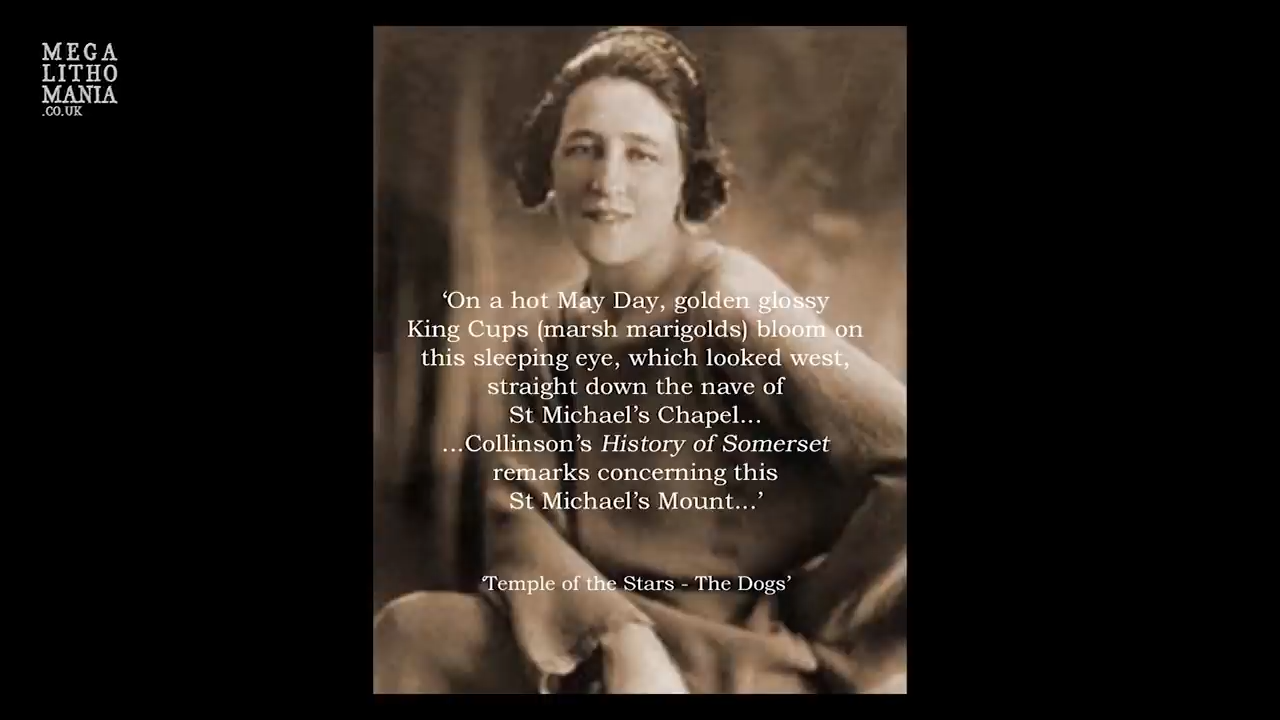 MEGA
LITHO
MANIA
.CO.UK
‘On a hot May Day, golden glossy
King Cups (marsh marigolds) bloom on
this sleeping eye, which looked west,
straight down the nave of
St Michael’s Chapel...
...Collinson’s History of Somerset
remarks concerning this
St Michael’s Mount...’
‘Temple of the Stars - The Dogs’